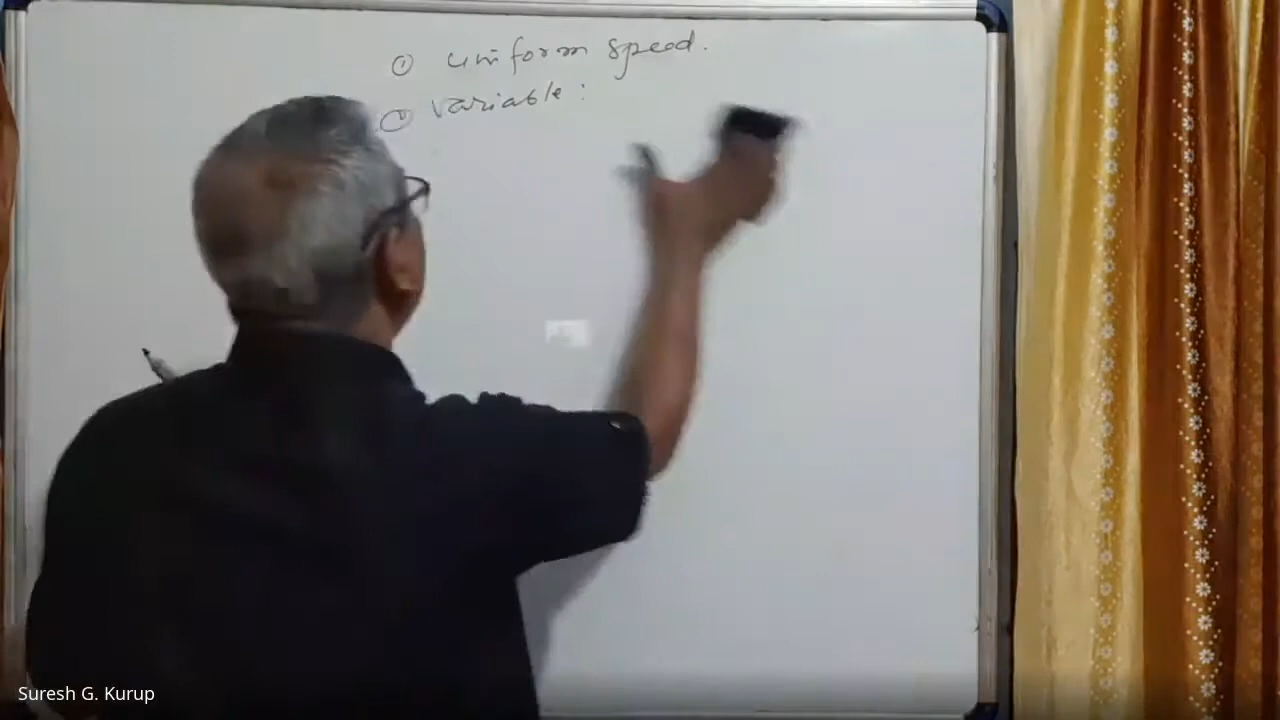 ① uniform speed.
② Variable :
Suresh G. Kurup